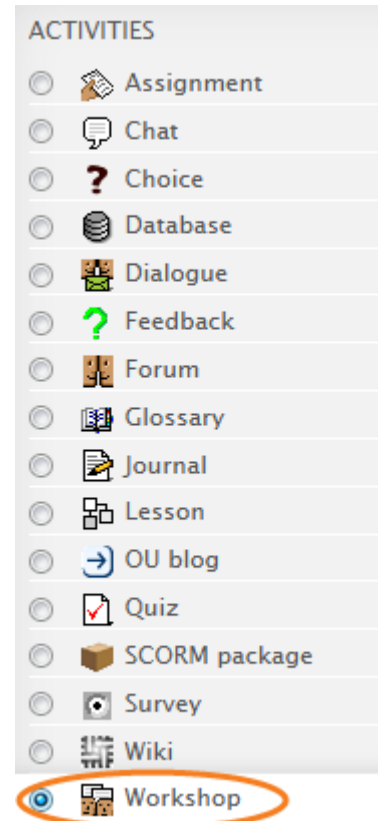 ACTIVITIES
Assignment
Chat
Choice
Database
Dialogue
Feedback
Forum
Glossary
Journal
Lesson
OU blog
Quiz
SCORM package
Survey
Wiki
Workshop